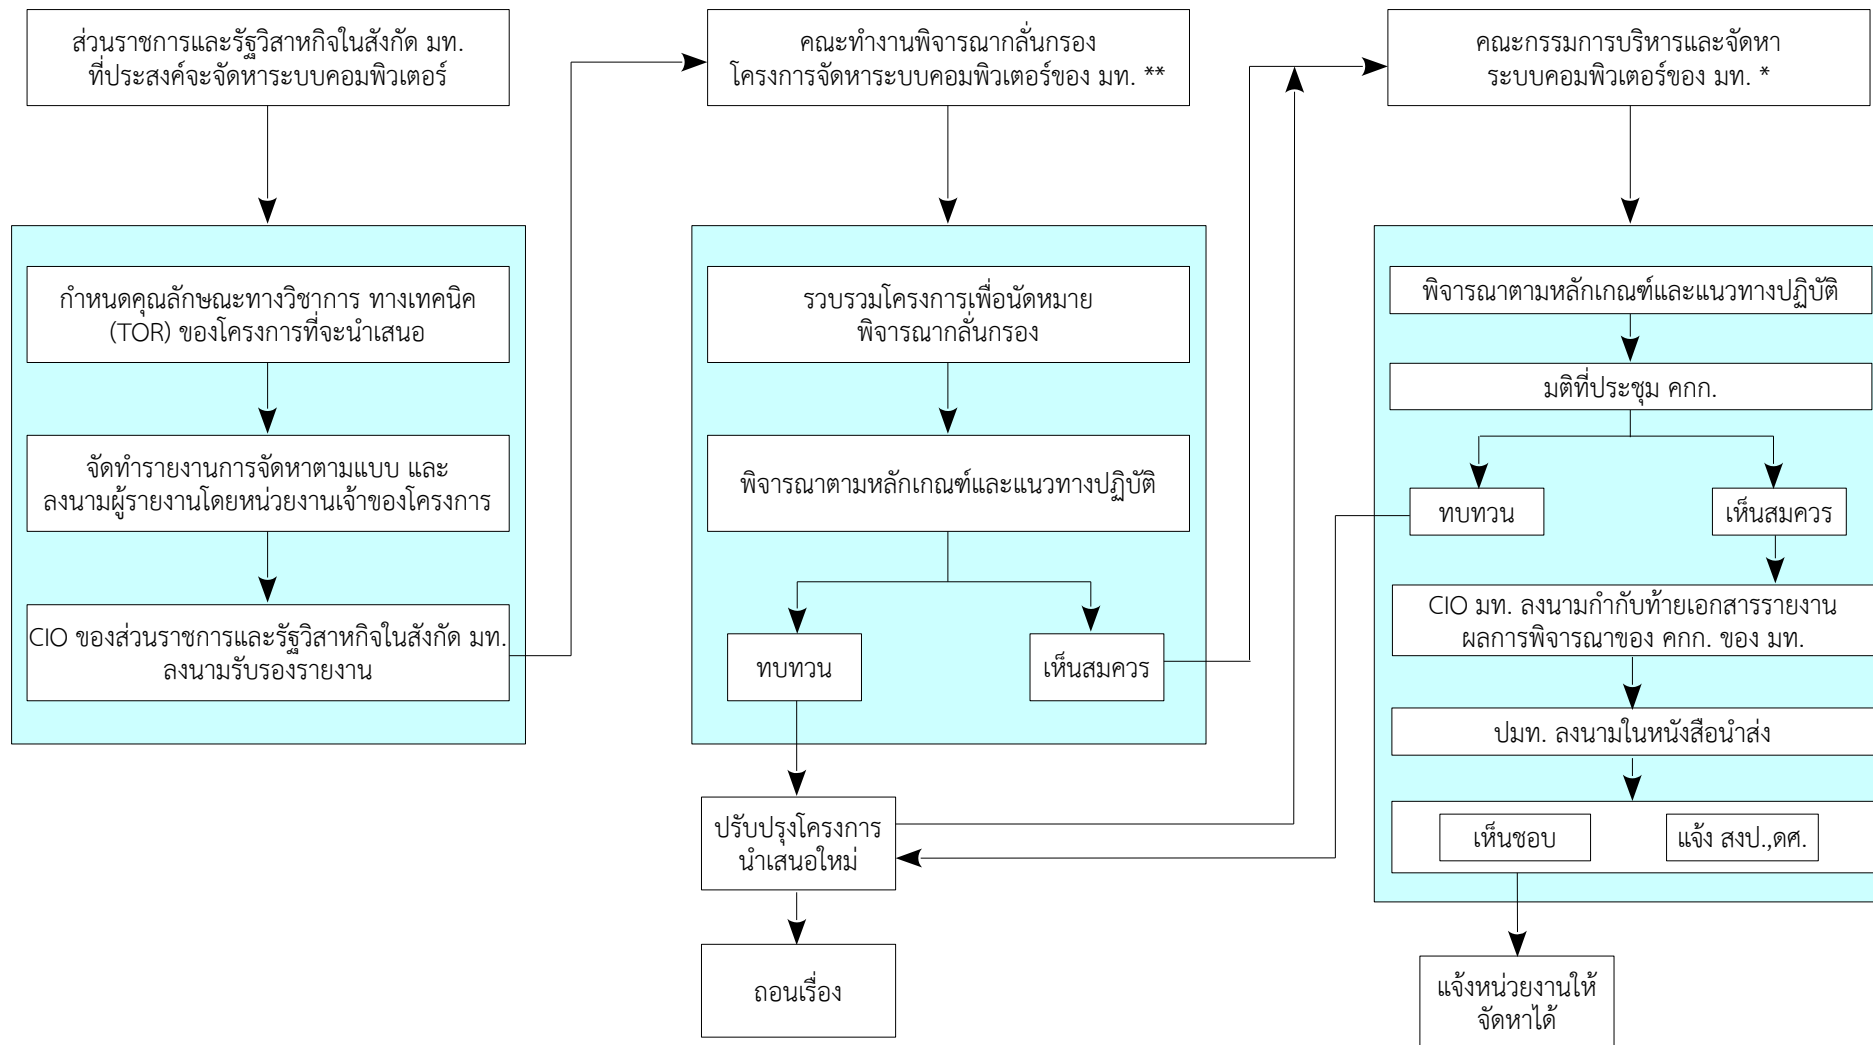 ส่วนราชการและรัฐวิสาหกิจในสังกัด มท.
ที่ประสงค์จะจัดหาระบบคอมพิวเตอร์
กำหนดคุณลักษณะทางวิชาการ ทางเทคนิค
(TOR) ของโครงการที่จะนำเสนอ
จัดทำรายงานการจัดหาตามแบบ และ
ลงนามผู้รายงานโดยหน่วยงานเจ้าของโครงการ
CIO ของส่วนราชการและรัฐวิสาหกิจในสังกัด มท.
ลงนามรับรองรายงาน
คณะทำงานพิจารณากลั่นกรอง
โครงการจัดหาระบบคอมพิวเตอร์ของ มท. **
รวบรวมโครงการเพื่อนัดหมาย
พิจารณากลั่นกรอง
พิจารณาตามหลักเกณฑ์และแนวทางปฏิบัติ
ทบทวน
เห็นสมควร
ปรับปรุงโครงการ
นำเสนอใหม่
ถอนเรื่อง
คณะกรรมการบริหารและจัดหา
ระบบคอมพิวเตอร์ของ มท. *
พิจารณาตามหลักเกณฑ์และแนวทางปฏิบัติ
มติที่ประชุม คกก.
ทบทวน
เห็นสมควร
CIO มท. ลงนามกำกับท้ายเอกสารรายงาน
ผลการพิจารณาของ คกก. ของ มท.
ปมท. ลงนามในหนังสือนำส่ง
เห็นชอบ
แจ้ง สงป.,ดศ.
แจ้งหน่วยงานให้
จัดหาได้